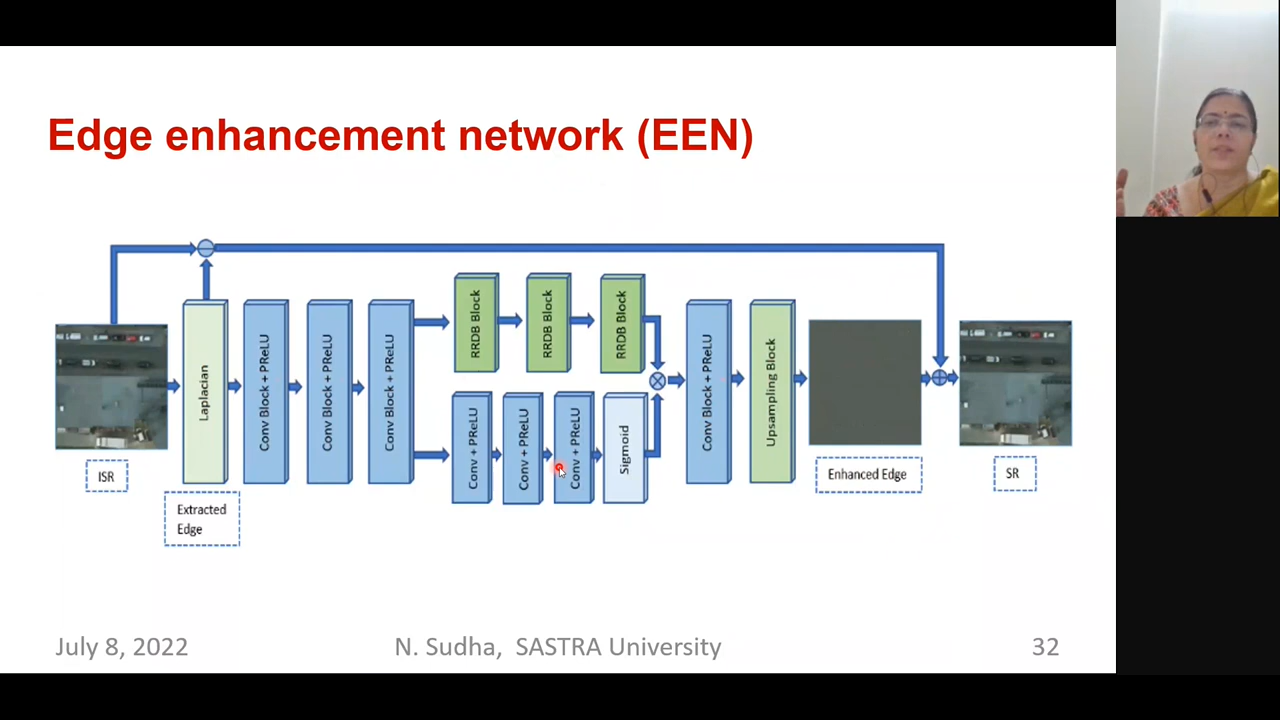 Edge enhancement network (EEN)
Laplacian
Conv Block + PReLU
Conv Block + PReLU
Conv Block + PReLU
RRDB Block
RRDB Block
RRDB Block
Conv + PReLU
Conv + PReLU
Conv + PReLU
Sigmoid
Conv Block + PReLU
Upsampling Block
ISR
Extracted
Edge
Enhanced Edge
SR
July 8, 2022
N. Sudha, SASTRA University
32